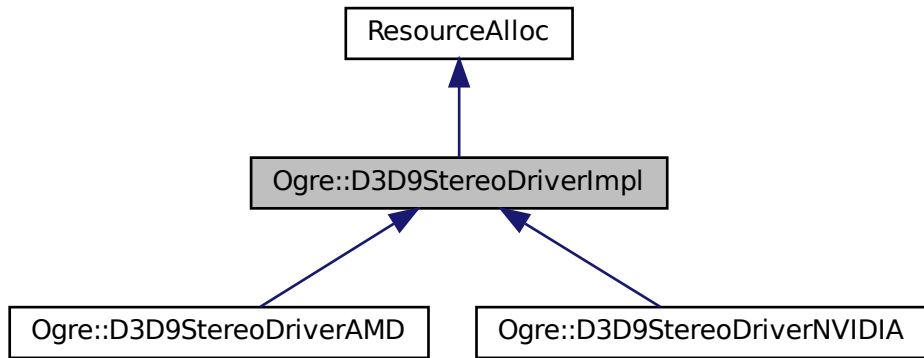 ResourceAlloc
Ogre::D3D9StereoDriverImpl
Ogre::D3D9StereoDriverAMD
Ogre::D3D9StereoDriverNVIDIA